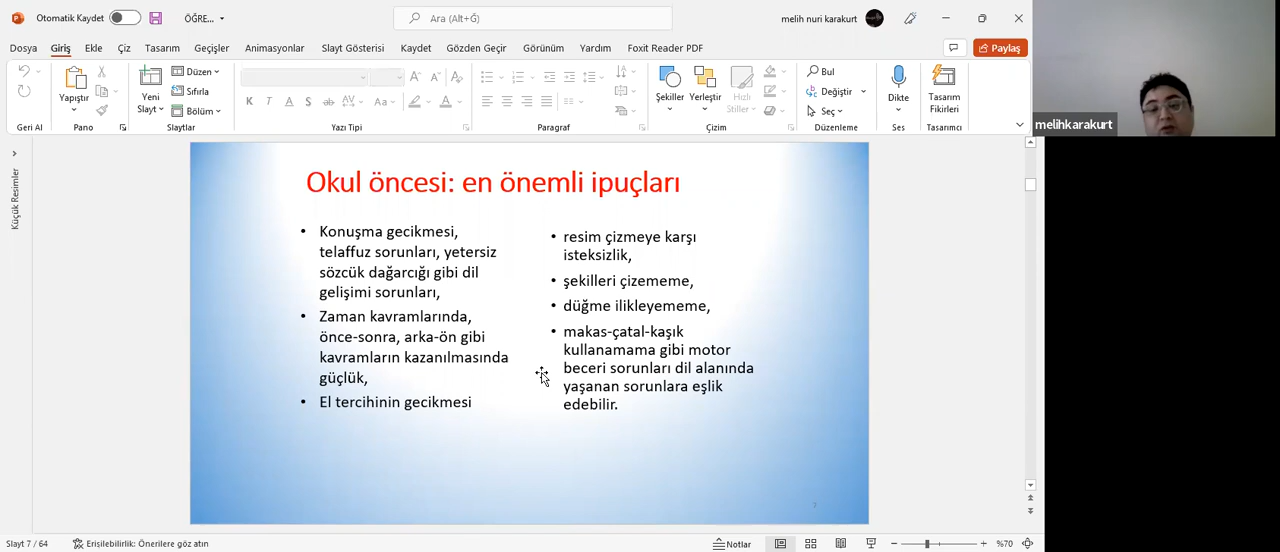 Otomatik Kaydet
ÖĞRE...
Ara (Alt+Ğ)
melih nuri karakurt
Dosya Giriş Ekle Çiz Tasarım Geçişler Animasyonlar Slayt Gösterisi Kaydet Gözden Geçir Görünüm Yardım Foxit Reader PDF
Paylaş
Yapıştır
Yeni
Slayt
Düzen
Sıfırla
Bölüm
K T A S ab AV Aa
Şekiller
Yerleştir
Hızlı
Stiller
Bul
Değiştir
Seç
Dikte
Tasarım
Fikirleri
Geri Al Pano Slaytlar Yazı Tipi Paragraf Çizim Düzenleme Ses Tasarımcı
melihkarakurt
Küçük Resimler
Okul öncesi: en önemli ipuçları
• Konuşma gecikmesi,
telaffuz sorunları, yetersiz
sözcük dağarcığı gibi dil
gelişimi sorunları,
• Zaman kavramlarında,
önce-sonra, arka-ön gibi
kavramların kazanılmasında
güçlük,
• El tercihinin gecikmesi
• resim çizmeye karşı
isteksizlik,
• şekilleri çizememe,
• düğme ilikleyememe,
• makas-çatal-kaşık
kullanamama gibi motor
beceri sorunları dil alanında
yaşanan sorunlara eşlik
edebilir.
7
Slayt 7 / 64
Erişilebilirlik: Önerilere göz atın
Notlar
%70